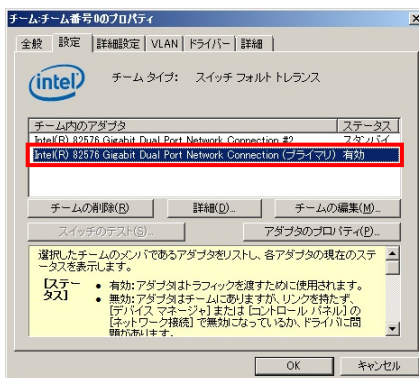 チーム:チーム番号0のプロパティ
全般 設定 詳細設定 VLAN ドライバー 詳細
intel チーム タイプ: スイッチ フォルト トレランス
チーム内のアダプタ ステータス
Intel(R) 82576 Gigabit Dual Port Network Connection #2 スタンバイ
Intel(R) 82576 Gigabit Dual Port Network Connection (プライマリ) 有効
チームの削除(R) 詳細(D)... チームの編集(M)...
スイッチのテスト(S)... アダプタのプロパティ(P)...
選択したチームのメンバであるアダプタをリストし、各アダプタの現在のステ
ータスを表示します。
[ステー
タス]
• 有効: アダプタはトラフィックを渡すために使用されます。
• 無効: アダプタはチームにありますが、リンクを持たず、
[デバイス マネージャ] または [コントロール パネル] の
[ネットワーク接続] で無効になっているか、ドライバに問
題があります。
OK キャンセル